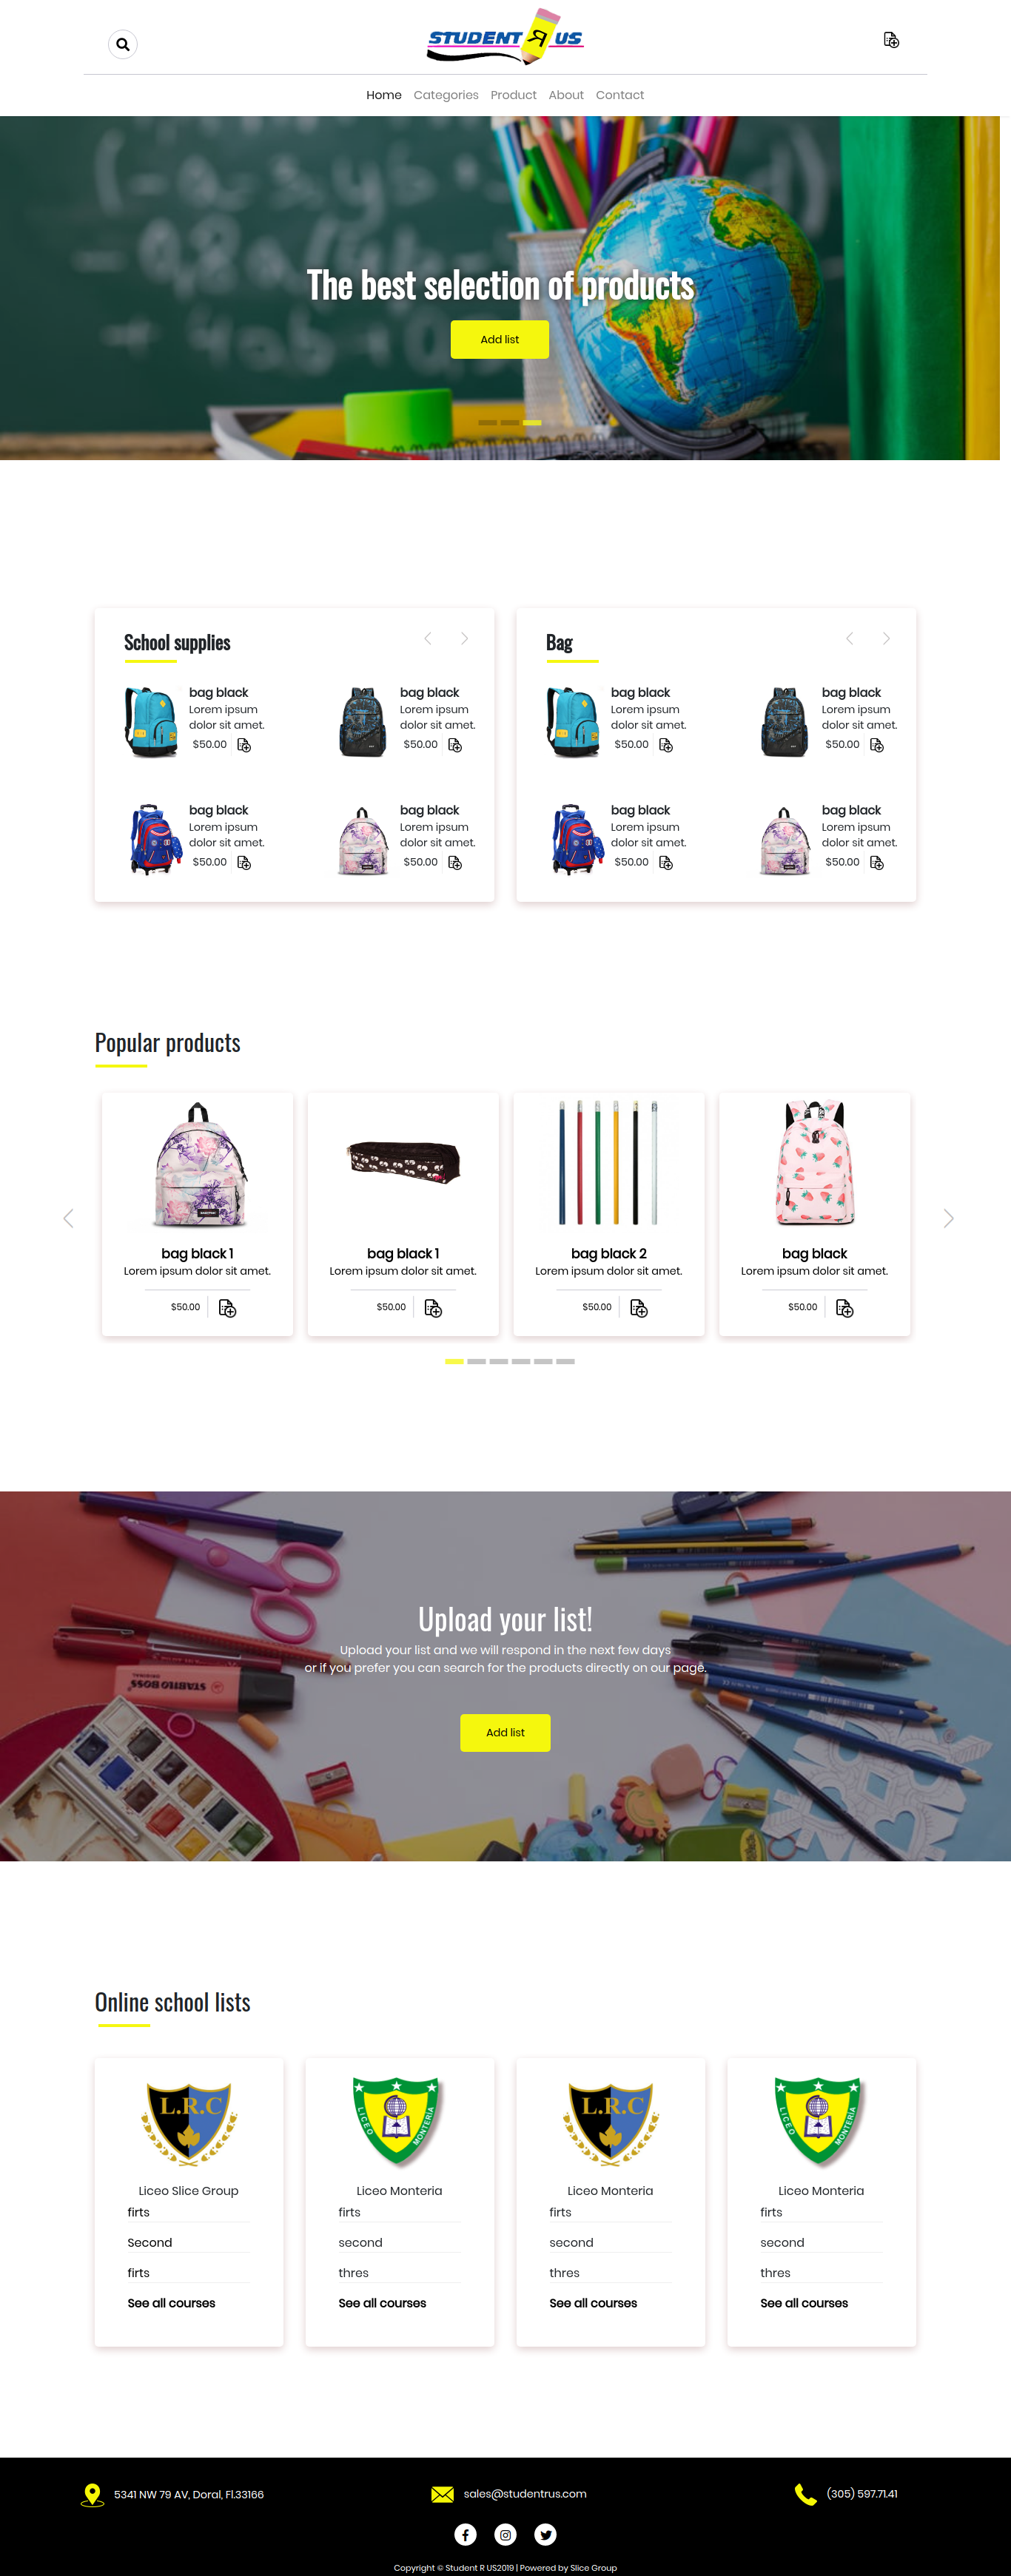 STUDENT R US
Home Categories Product About Contact
The best selection of products
Add list
School supplies
bag black
Lorem ipsum
dolor sit amet.
$50.00
bag black
Lorem ipsum
dolor sit amet.
$50.00
bag black
Lorem ipsum
dolor sit amet.
$50.00
bag black
Lorem ipsum
dolor sit amet.
$50.00
Bag
bag black
Lorem ipsum
dolor sit amet.
$50.00
bag black
Lorem ipsum
dolor sit amet.
$50.00
bag black
Lorem ipsum
dolor sit amet.
$50.00
bag black
Lorem ipsum
dolor sit amet.
$50.00
Popular products
bag black 1
Lorem ipsum dolor sit amet.
$50.00
bag black 1
Lorem ipsum dolor sit amet.
$50.00
bag black 2
Lorem ipsum dolor sit amet.
$50.00
bag black
Lorem ipsum dolor sit amet.
$50.00
Upload your list!
Upload your list and we will respond in the next few days
or if you prefer you can search for the products directly on our page.
STABILO BOSS
Add list
Online school lists
L.R.C
Liceo Slice Group
firts
Second
firts
See all courses
LICEO MONTERIA
Liceo Monteria
firts
second
thres
See all courses
L.R.C
Liceo Monteria
firts
second
thres
See all courses
LICEO MONTERIA
Liceo Monteria
firts
second
thres
See all courses
5341 NW 79 AV, Doral, Fl.33166
sales@studentrus.com
(305) 597.71.41
Copyright © Student R US2019 | Powered by Slice Group